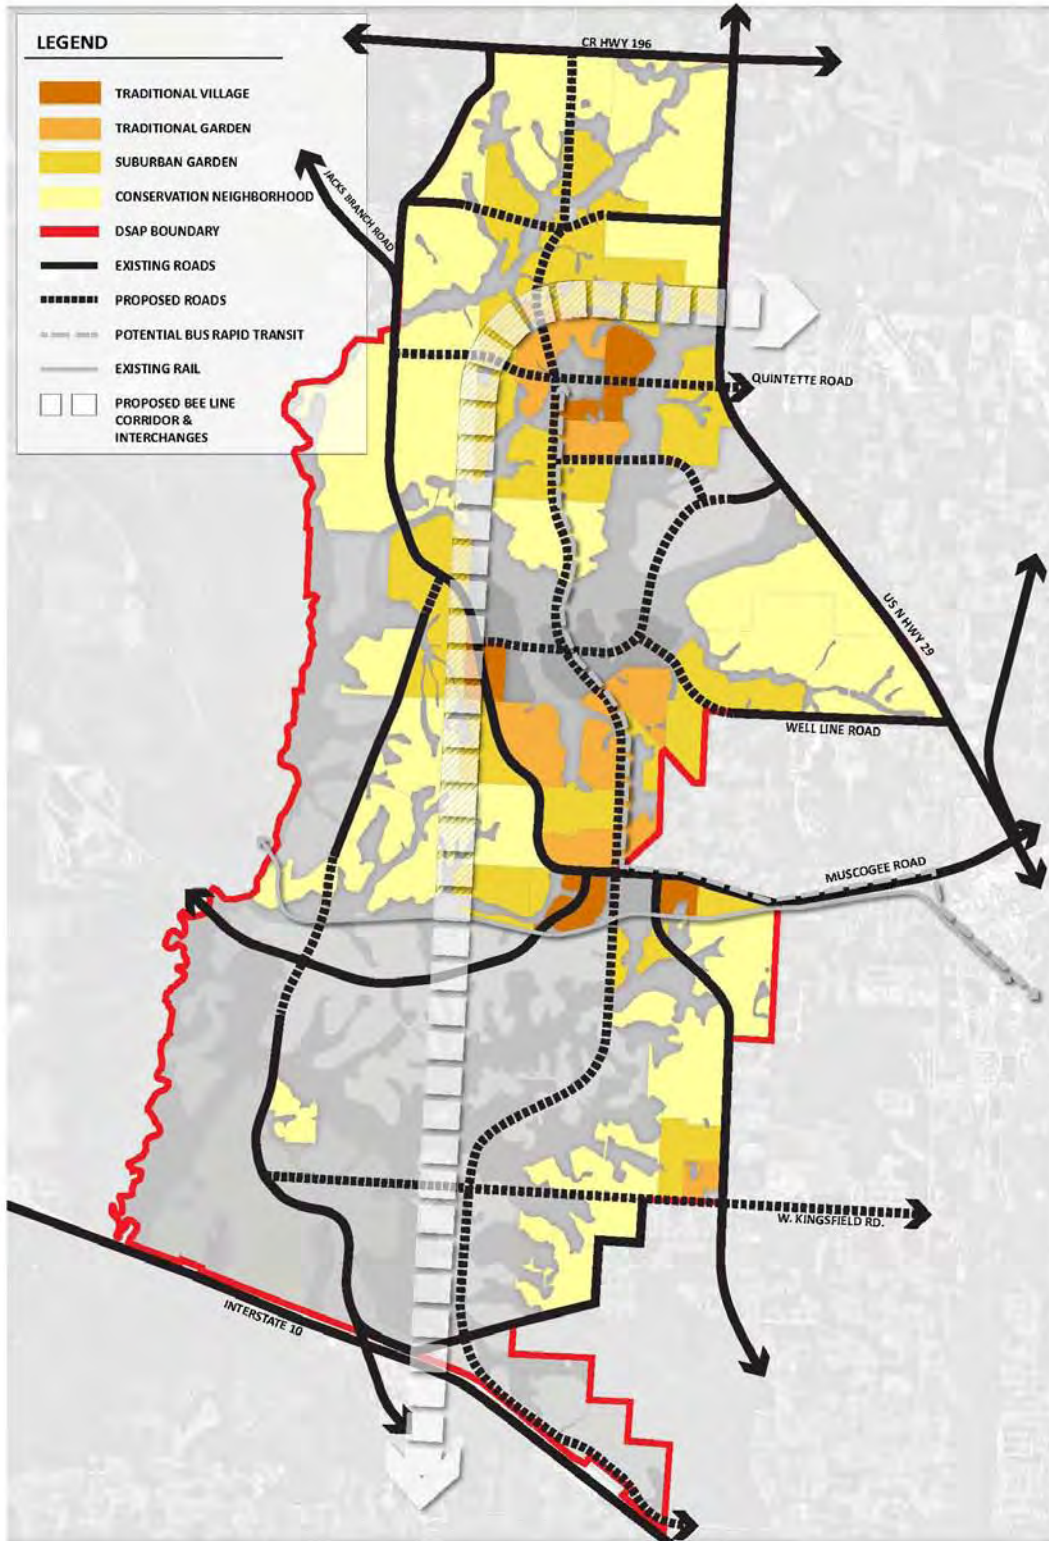 LEGEND
TRADITIONAL VILLAGE
TRADITIONAL GARDEN
SUBURBAN GARDEN
CONSERVATION NEIGHBORHOOD
DSAP BOUNDARY
EXISTING ROADS
PROPOSED ROADS
POTENTIAL BUS RAPID TRANSIT
EXISTING RAIL
PROPOSED BEE LINE
CORRIDOR &
INTERCHANGES
CR HWY 196
JACKS BRANCH ROAD
QUINTETTE ROAD
US N HWY 29
WELL LINE ROAD
MUSCOGEE ROAD
W. KINGSFIELD RD.
INTERSTATE 10